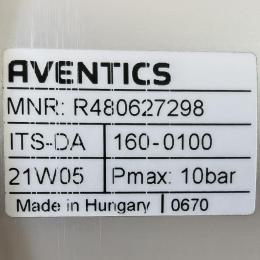 AVENTICS
MNR: R480627298
ITS-DA 160-0100
21W05 Pmax: 10bar
Made in Hungary 0670